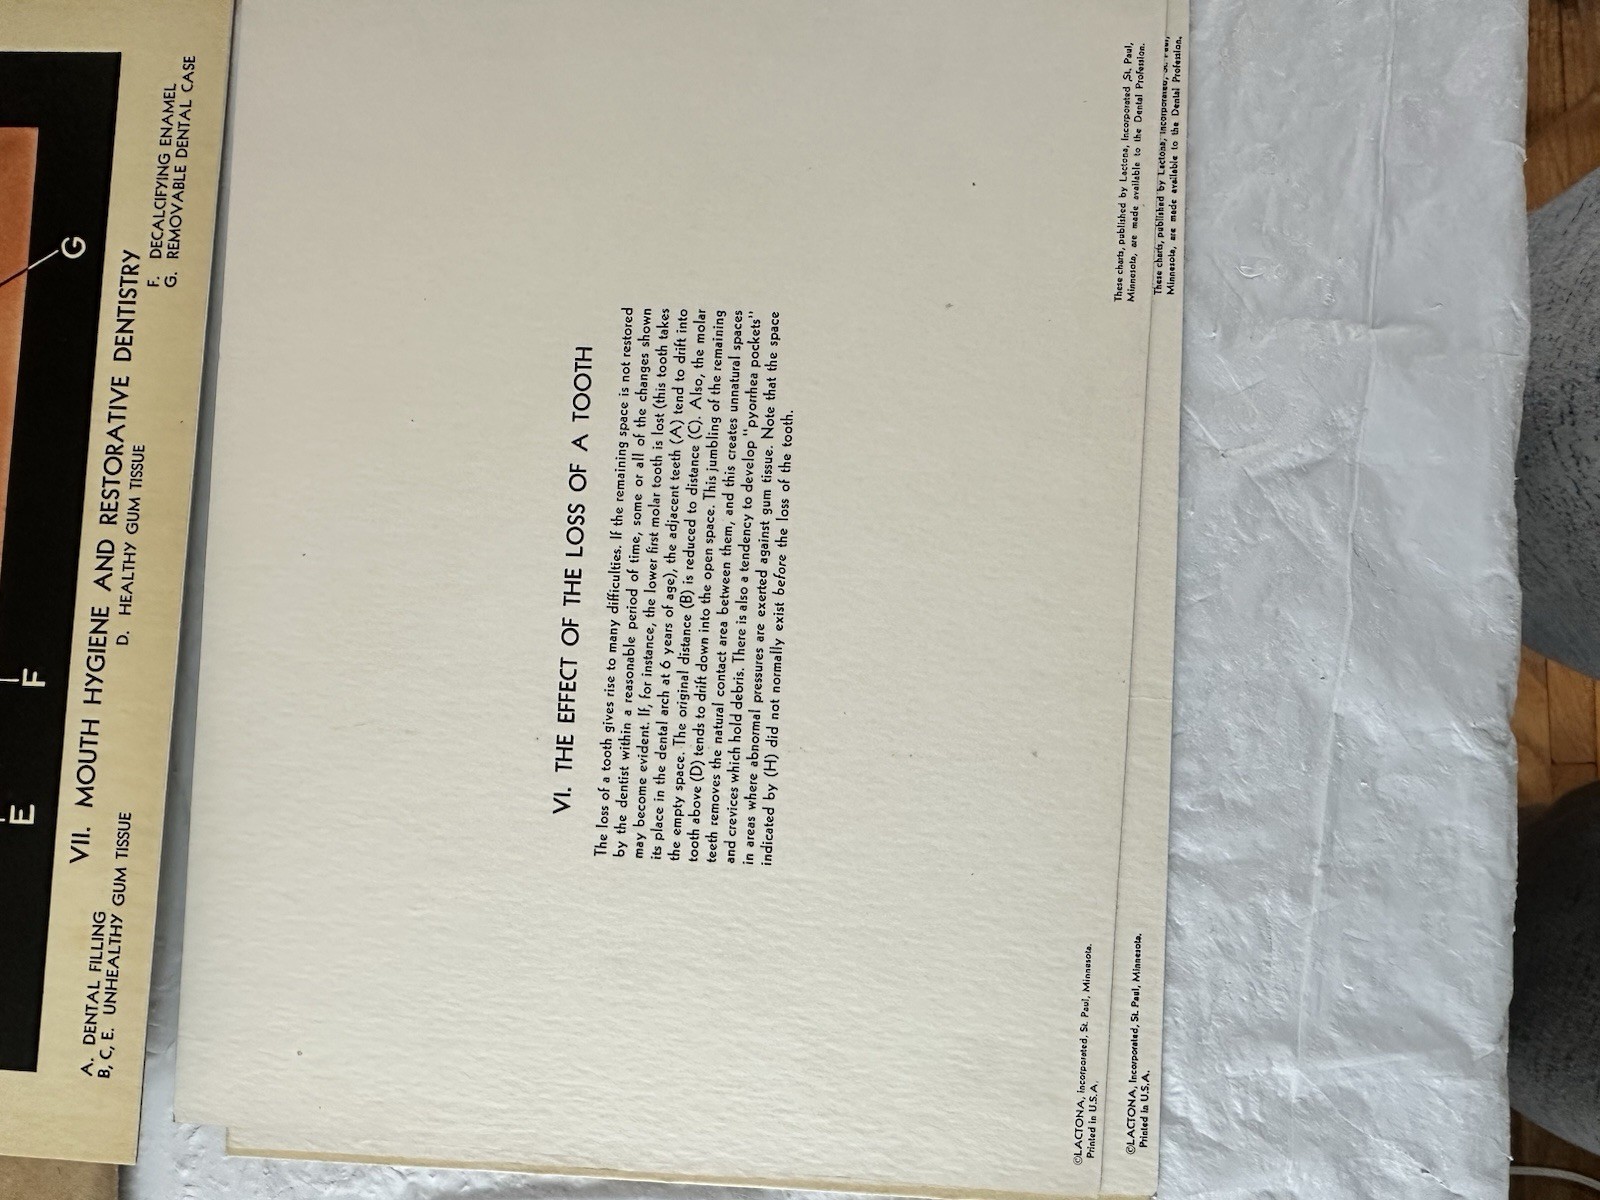 G
F
E
VII. MOUTH HYGIENE AND RESTORATIVE DENTISTRY
A. DENTAL FILLING
B, C, E. UNHEALTHY GUM TISSUE
D. HEALTHY GUM TISSUE
F. DECALCIFYING ENAMEL
G. REMOVABLE DENTAL CASE
VI. THE EFFECT OF THE LOSS OF A TOOTH
The loss of a tooth gives rise to many difficulties. If the remaining space is not restored
by the dentist within a reasonable period of time, some or all of the changes shown
may become evident. If, for instance, the lower first molar tooth is lost (this tooth takes
its place in the dental arch at 6 years of age), the adjacent teeth (A) tend to drift into
the empty space. The original distance (B) is reduced to distance (C). Also, the molar
tooth above (D) tends to drift down into the open space. This jumbling of the remaining
teeth removes the natural contact area between them, and this creates unnatural spaces
and crevices which hold debris. There is also a tendency to develop "pyorrhea pockets"
in areas where abnormal pressures are exerted against gum tissue. Note that the space
indicated by (H) did not normally exist before the loss of the tooth.
©LACTONA, Incorporated, St. Paul, Minnesota.
Printed in U.S.A.
These charts, published by Lactona, Incorporated, St. Paul,
Minnesota, are made available to the Dental Profession.
©LACTONA, Incorporated, St. Paul, Minnesota.
Printed in U.S.A.
These charts, published by Lactona, Incorporated, St. Paul,
Minnesota, are made available to the Dental Profession.